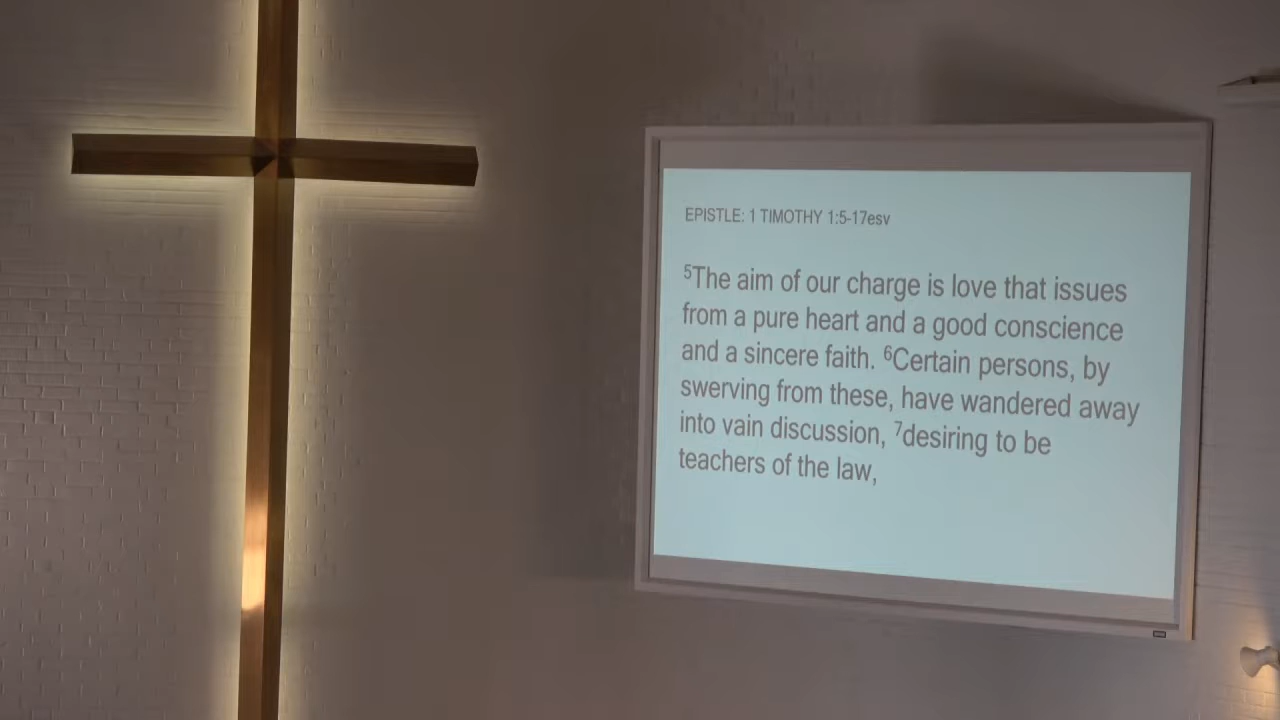 EPISTLE: 1 TIMOTHY 1:5-17esv
⁵The aim of our charge is love that issues
from a pure heart and a good conscience
and a sincere faith. ⁶Certain persons, by
swerving from these, have wandered away
into vain discussion, ⁷desiring to be
teachers of the law,